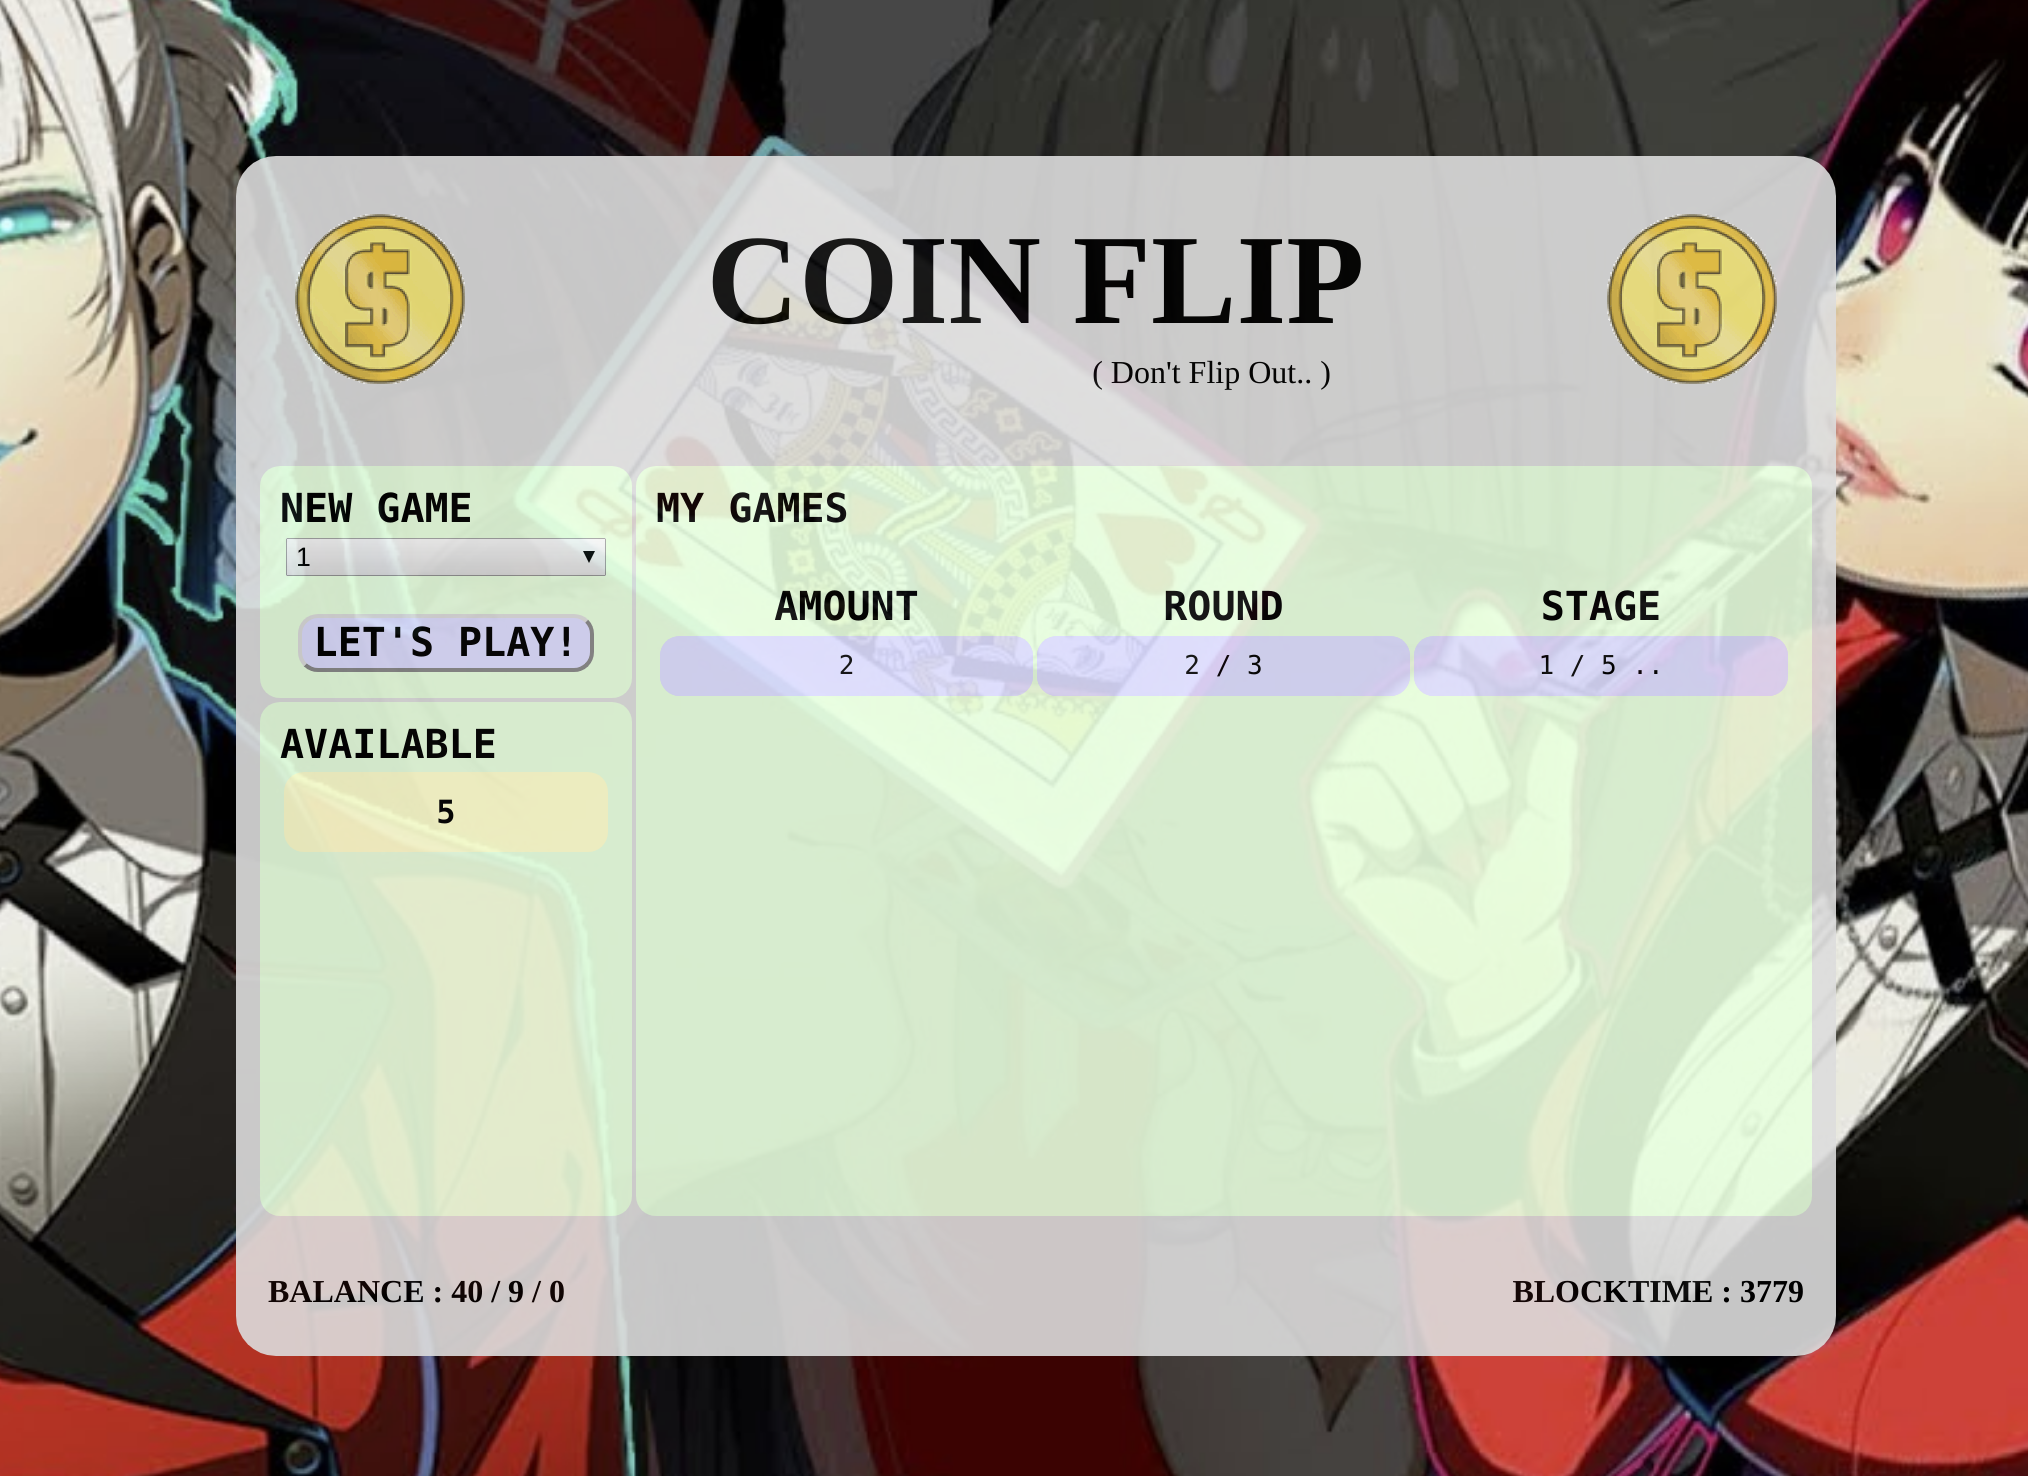 COIN FLIP
( Don't Flip Out.. )
NEW GAME
1
LET'S PLAY!
AVAILABLE
5
MY GAMES
AMOUNT ROUND STAGE
2 2 / 3 1 / 5 ..
BALANCE : 40 / 9 / 0
BLOCKTIME : 3779
Q
Q